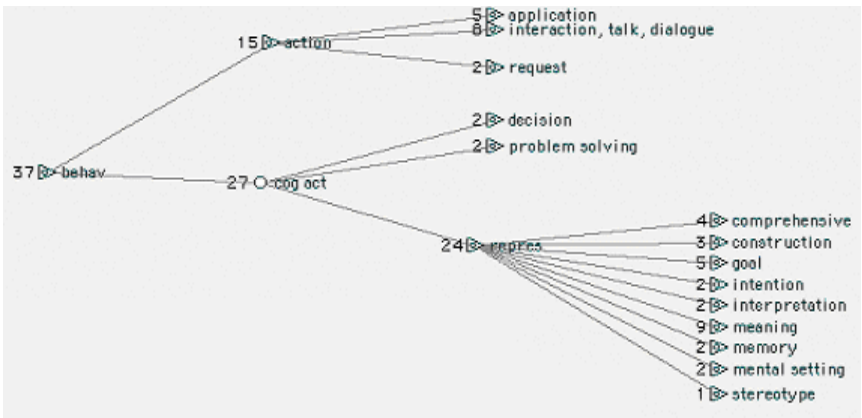 5 application
8 interaction, talk, dialogue
15 action
2 request
2 decision
2 problem solving
37 behav
27 cog act
4 comprehensive
24 repres
3 construction
5 goal
2 intention
2 interpretation
9 meaning
2 memory
2 mental setting
1 stereotype